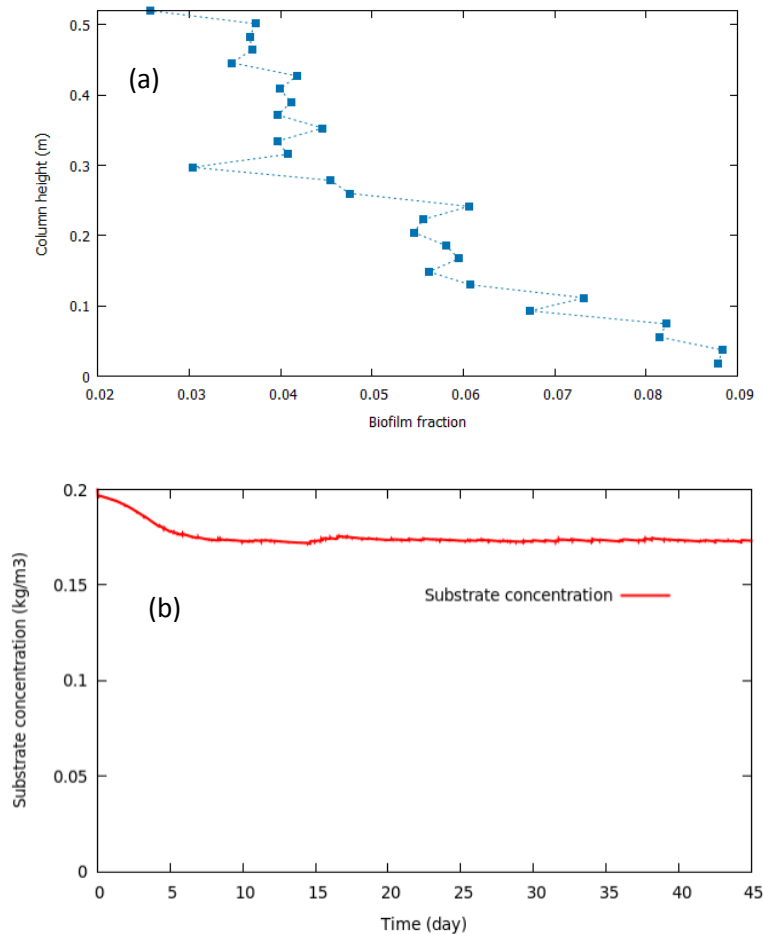 0.5
(a)
0.4
0.3
0.2
0.1
0
Column height (m)
0.02 0.03 0.04 0.05 0.06 0.07 0.08 0.09
Biofilm fraction
0.2
0.15
Substrate concentration
(b)
0.1
0.05
0
Substrate concentration (kg/m3)
0 5 10 15 20 25 30 35 40 45
Time (day)